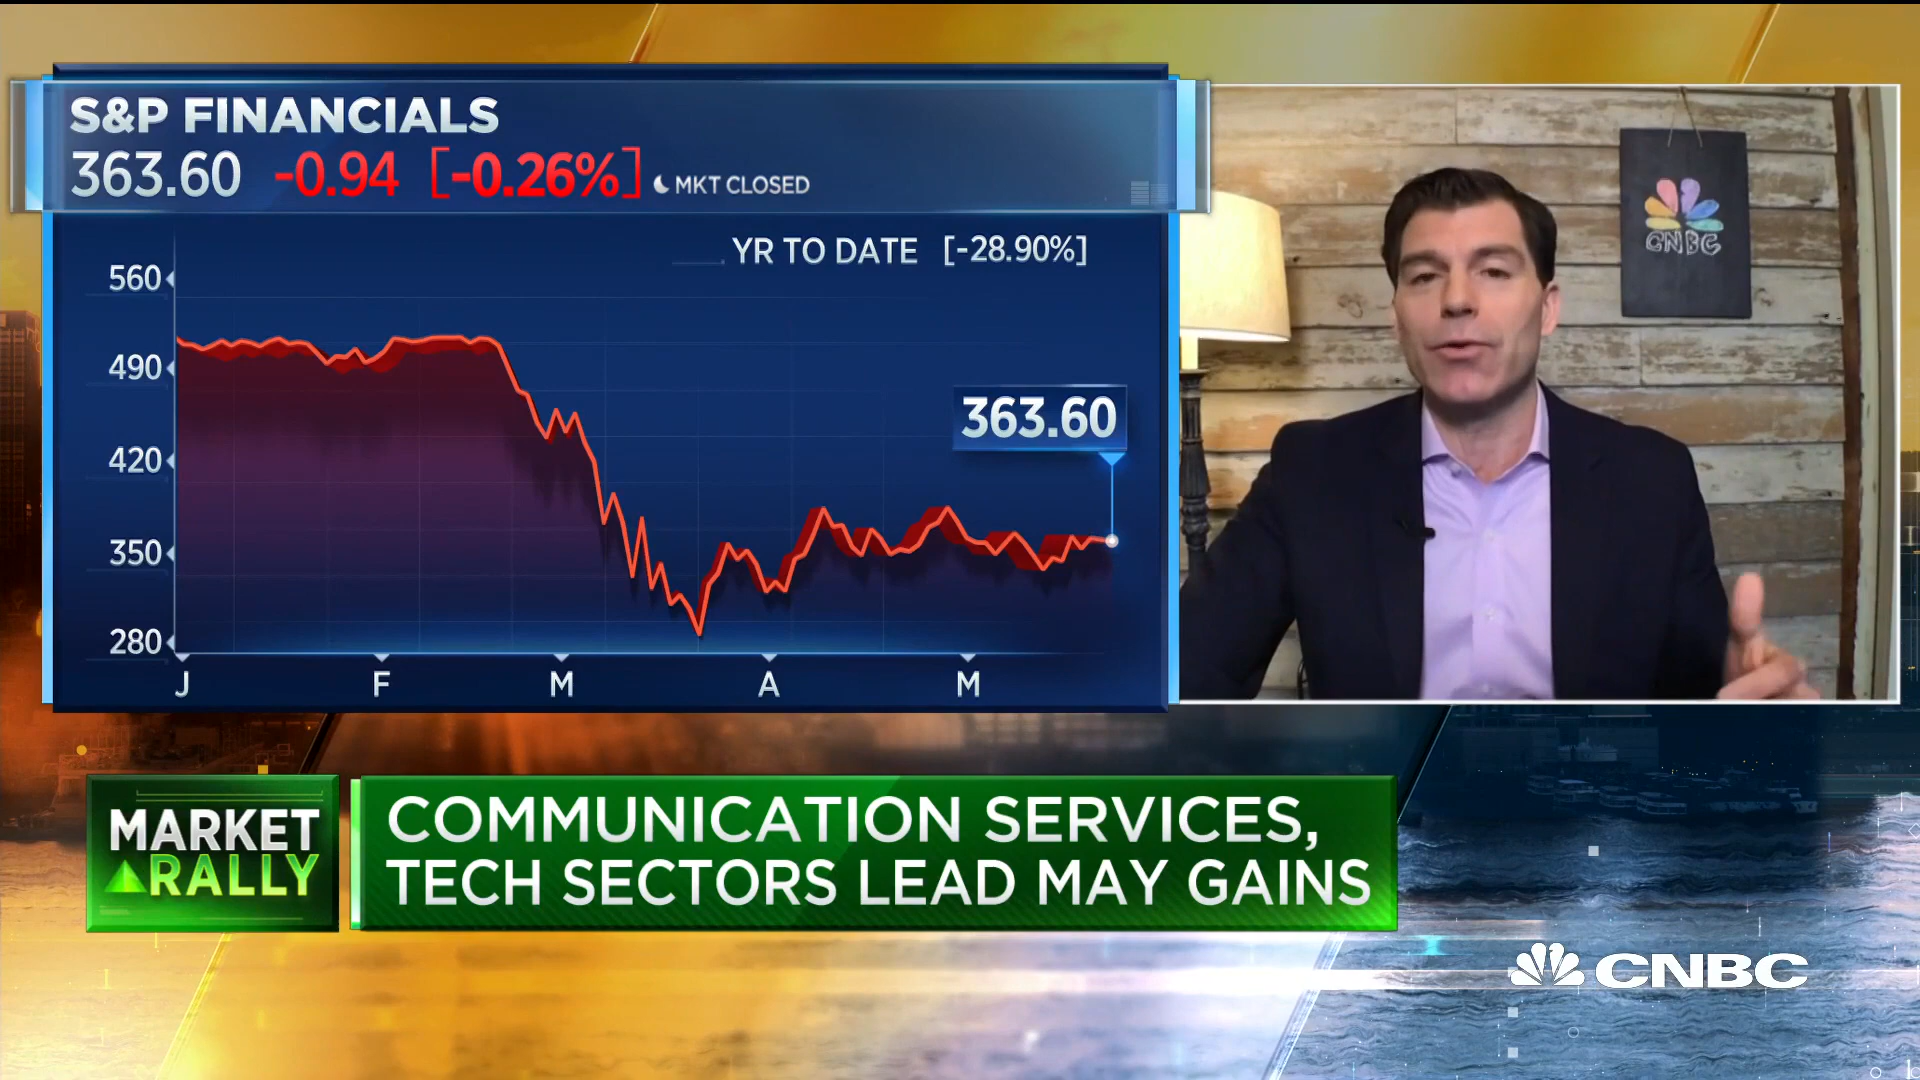 S&P FINANCIALS
363.60 -0.94 [-0.26%] MKT CLOSED
YR TO DATE [-28.90%]
560
490
420
350
280
363.60
J F M A M
CNBC
MARKET
RALLY
COMMUNICATION SERVICES,
TECH SECTORS LEAD MAY GAINS
CNBC